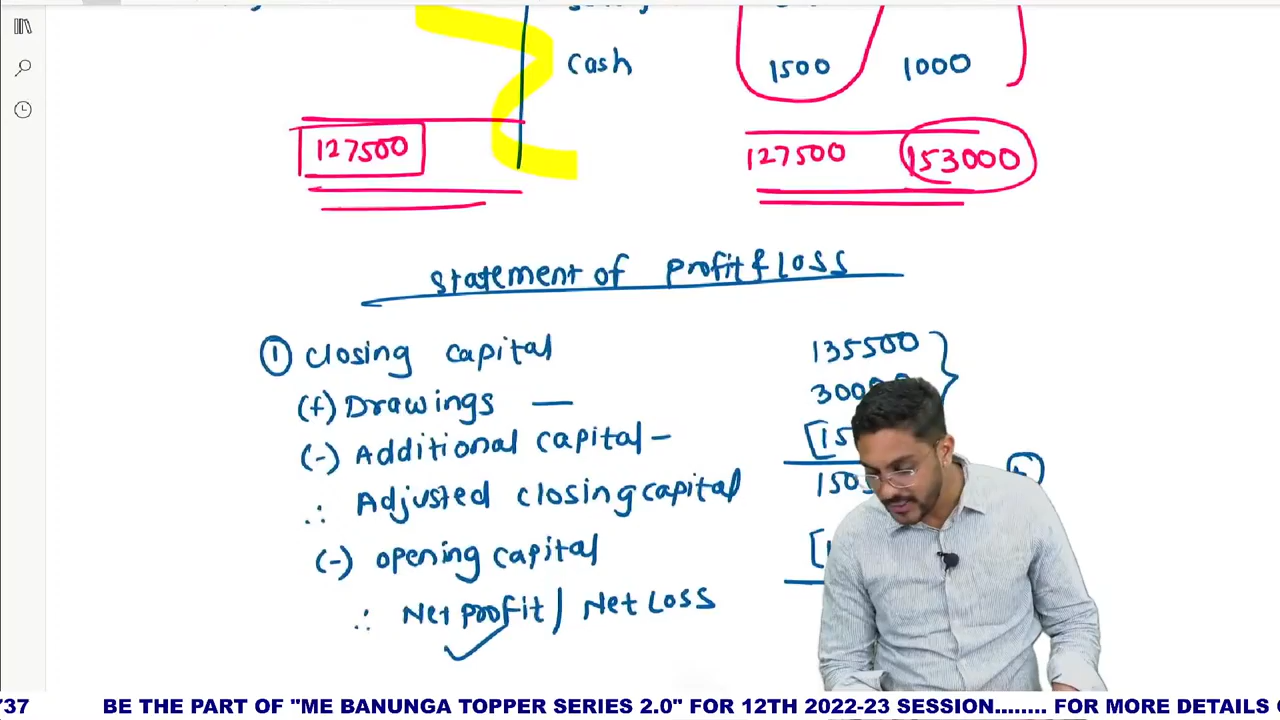 Cash 1500 1000
127500 127500 153000
Statement of Profit & Loss
① Closing capital 135500
(+) Drawings —
(-) Additional capital —
∴ Adjusted closing capital
(-) opening capital
∴ Net profit / Net Loss
737 BE THE PART OF "ME BANUNGA TOPPER SERIES 2.0" FOR 12TH 2022-23 SESSION........ FOR MORE DETAILS